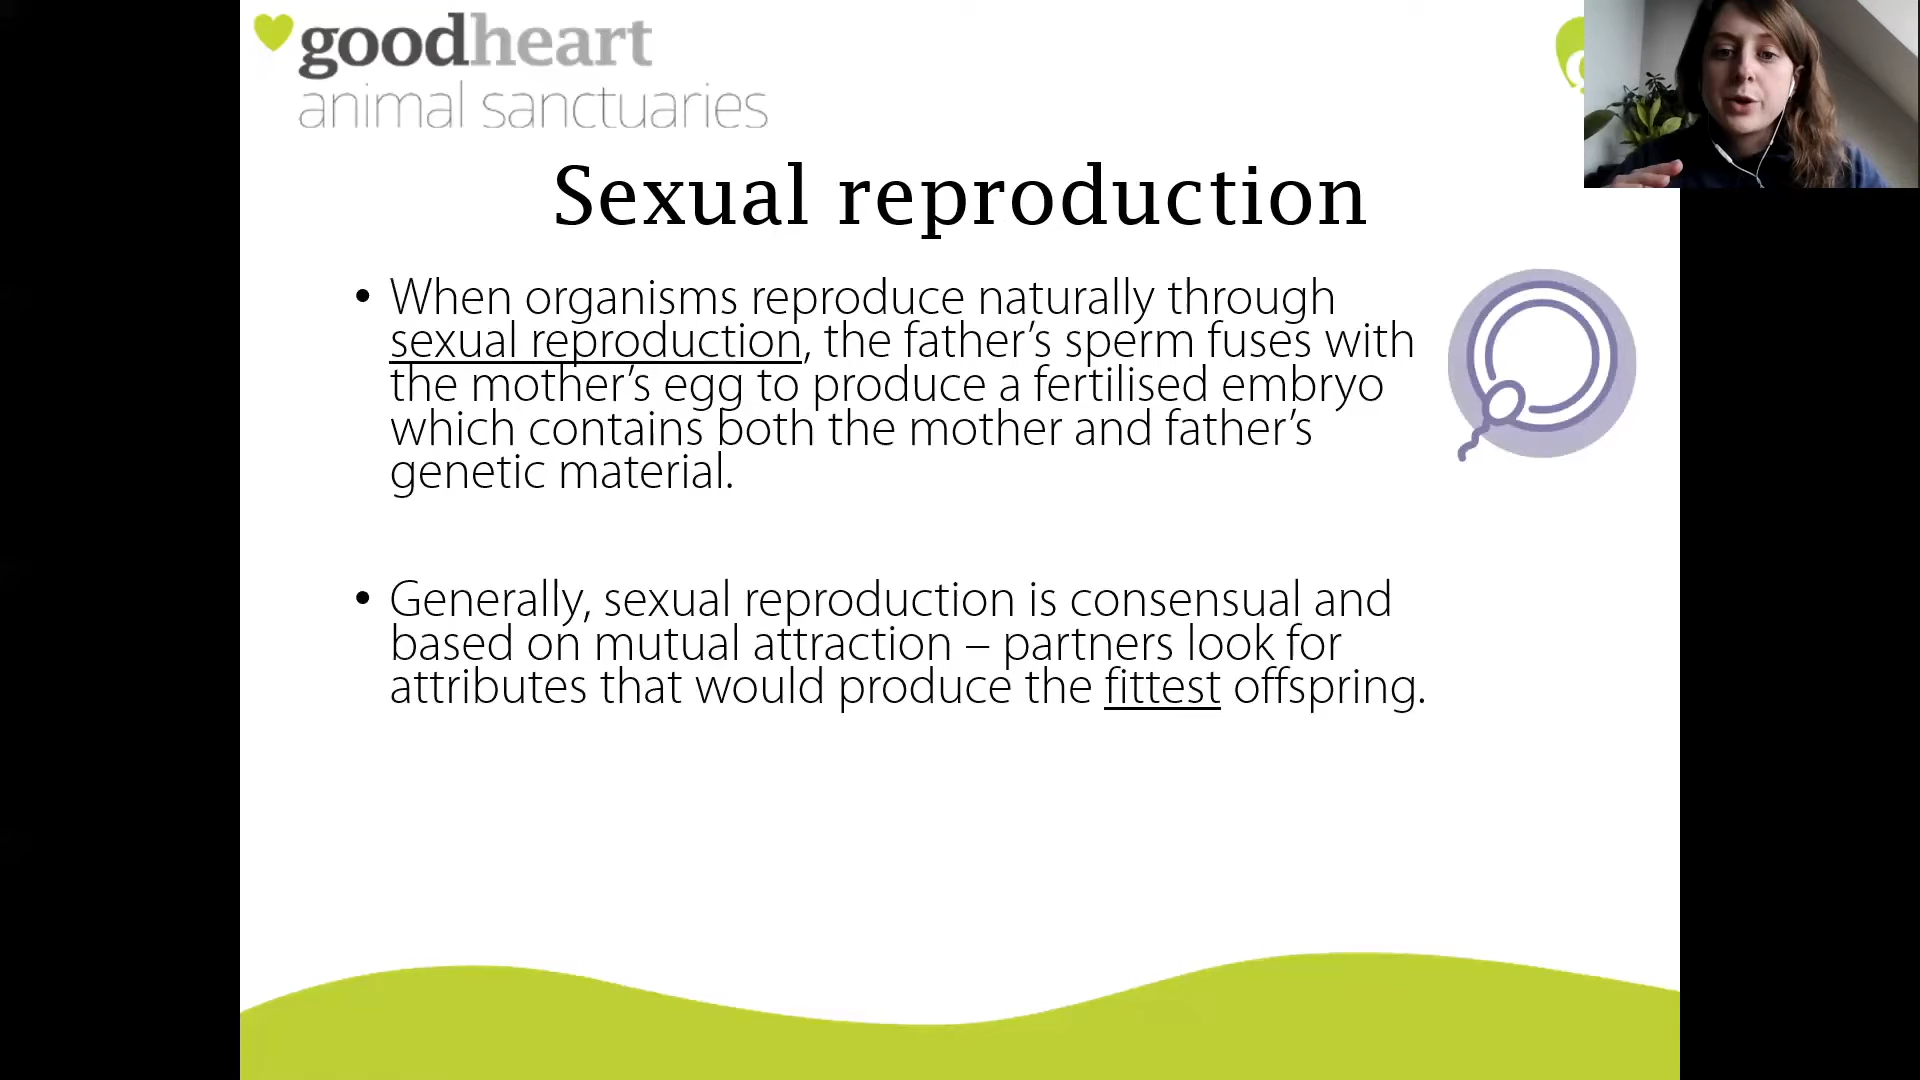 goodheart
animal sanctuaries
Sexual reproduction
• When organisms reproduce naturally through
sexual reproduction, the father’s sperm fuses with
the mother’s egg to produce a fertilised embryo
which contains both the mother and father’s
genetic material.
• Generally, sexual reproduction is consensual and
based on mutual attraction – partners look for
attributes that would produce the fittest offspring.